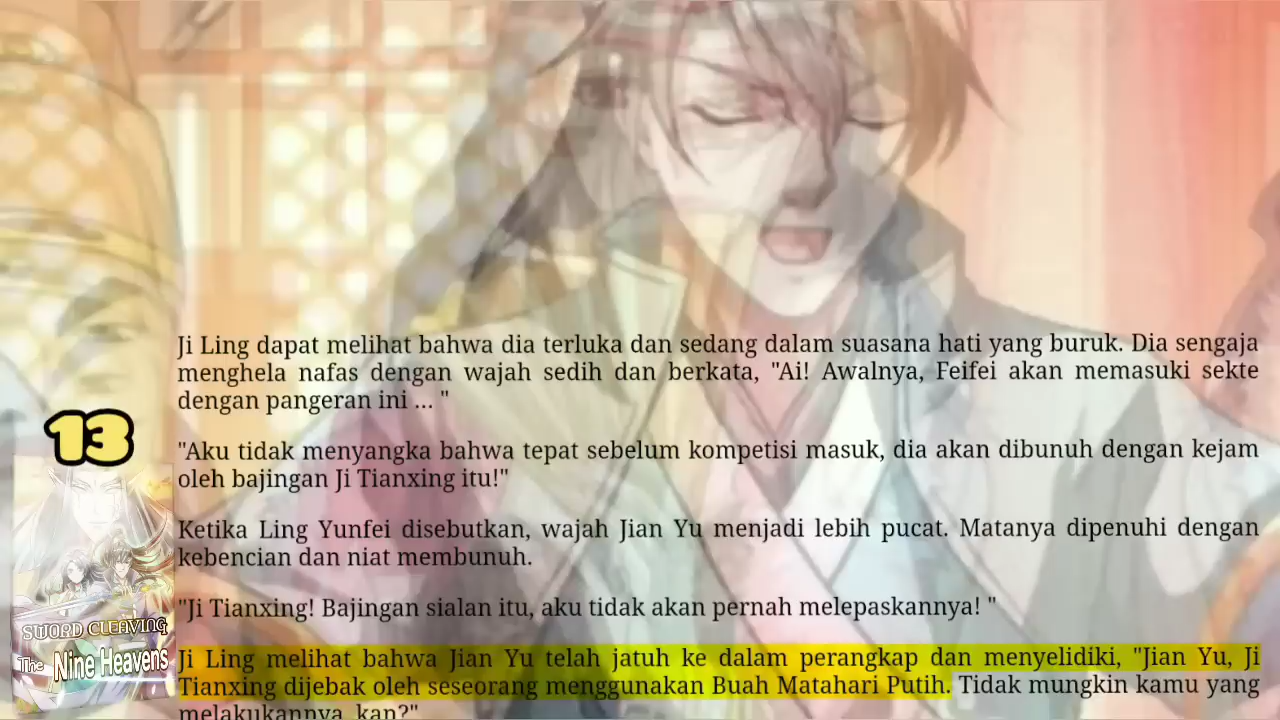 Ji Ling dapat melihat bahwa dia terluka dan sedang dalam suasana hati yang buruk. Dia sengaja
menghela nafas dengan wajah sedih dan berkata, "Ai! Awalnya, Feifei akan memasuki sekte
dengan pangeran ini ... "
"Aku tidak menyangka bahwa tepat sebelum kompetisi masuk, dia akan dibunuh dengan kejam
oleh bajingan Ji Tianxing itu!"
Ketika Ling Yunfei disebutkan, wajah Jian Yu menjadi lebih pucat. Matanya dipenuhi dengan
kebencian dan niat membunuh.
"Ji Tianxing! Bajingan sialan itu, aku tidak akan pernah melepaskannya! "
Ji Ling melihat bahwa Jian Yu telah jatuh ke dalam perangkap dan menyelidiki, "Jian Yu, Ji
Tianxing dijebak oleh seseorang menggunakan Buah Matahari Putih. Tidak mungkin kamu yang
melakukannya, kan?"
13
SWORD CLEAVING
The Nine Heavens